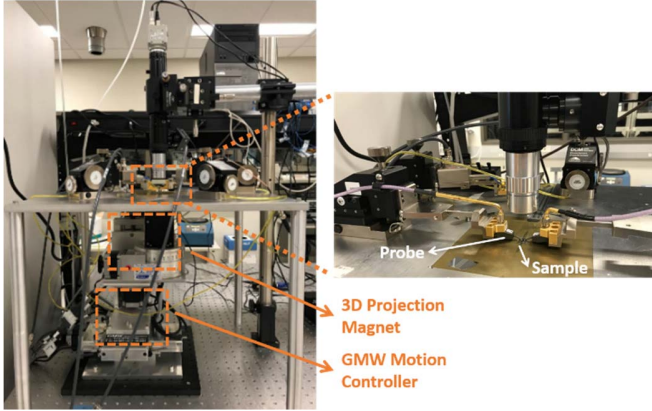 Probe
Sample
3D Projection
Magnet
GMW Motion
Controller